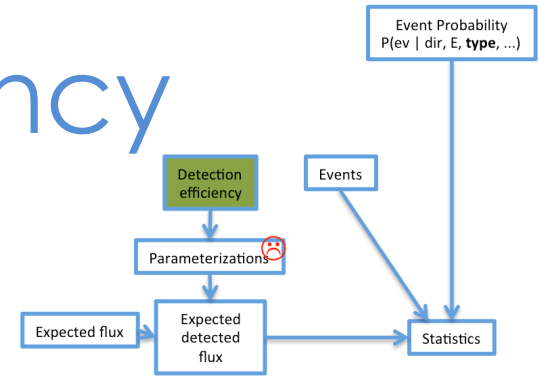 Event Probability
P(ev | dir, E, type, ...)
ncy
Detection
efficiency
Events
Parameterizations
Expected flux
Expected
detected
flux
Statistics